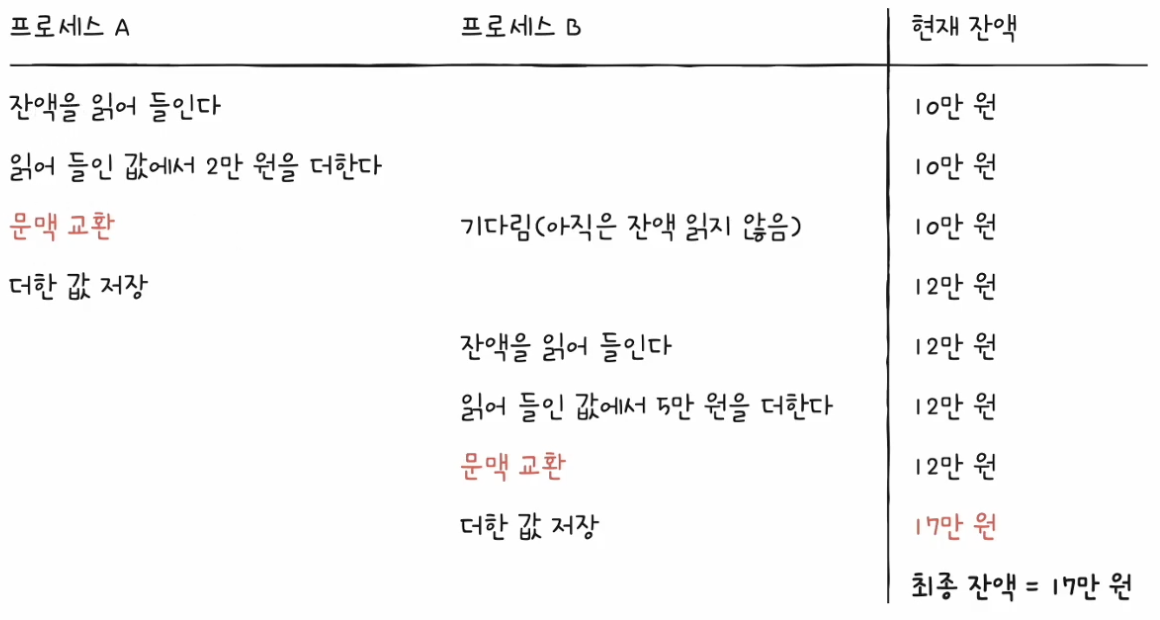 프로세스 A 프로세스 B 현재 잔액
잔액을 읽어 들인다 10만 원
읽어 들인 값에서 2만 원을 더한다 10만 원
문맥 교환 기다림(아직은 잔액 읽지 않음) 10만 원
더한 값 저장 12만 원
잔액을 읽어 들인다 12만 원
읽어 들인 값에서 5만 원을 더한다 12만 원
문맥 교환 12만 원
더한 값 저장 17만 원
최종 잔액 = 17만 원